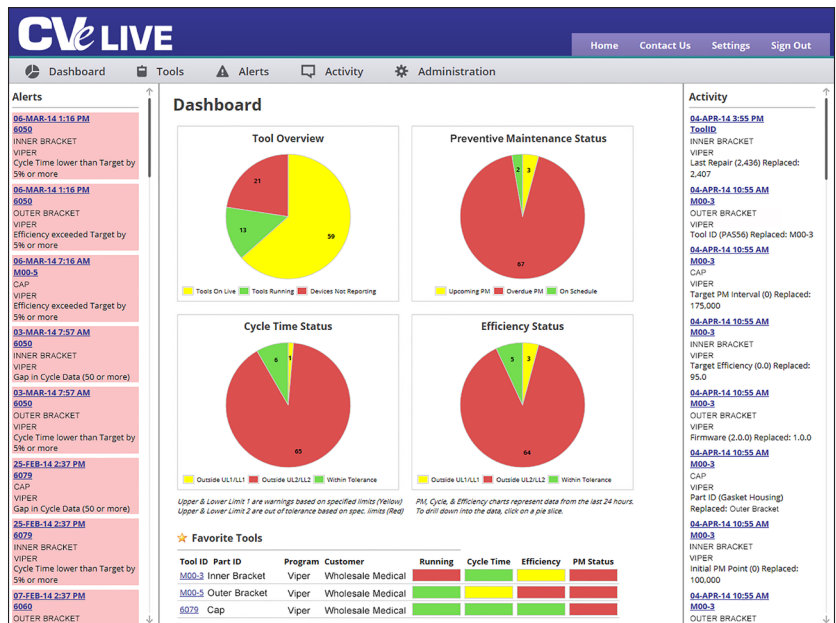 CVe LIVE
Home Contact Us Settings Sign Out
Dashboard Tools Alerts Activity Administration
Alerts
06-MAR-14 1:16 PM
6050
INNER BRACKET
VIPER
Cycle Time lower than Target by
5% or more
06-MAR-14 1:16 PM
6050
OUTER BRACKET
VIPER
Efficiency exceeded Target by
5% or more
06-MAR-14 7:16 AM
M00-5
CAP
VIPER
Efficiency exceeded Target by
5% or more
03-MAR-14 7:57 AM
6050
INNER BRACKET
VIPER
Gap in Cycle Data (50 or more)
03-MAR-14 7:57 AM
6050
OUTER BRACKET
VIPER
Cycle Time lower than Target by
5% or more
25-FEB-14 2:37 PM
6079
CAP
VIPER
Gap in Cycle Data (50 or more)
25-FEB-14 2:37 PM
6079
INNER BRACKET
VIPER
Cycle Time lower than Target by
5% or more
07-FEB-14 2:37 PM
6060
OUTER BRACKET
Dashboard
Tool Overview
21
13
59
Tools On Live Tools Running Devices Not Reporting
Preventive Maintenance Status
2 3
67
Upcoming PM Overdue PM On Schedule
Cycle Time Status
6 1
65
Outside UL1/LL1 Outside UL2/LL2 Within Tolerance
Efficiency Status
5 3
64
Outside UL1/LL1 Outside UL2/LL2 Within Tolerance
Upper & Lower Limit 1 are warnings based on specified limits (Yellow)
Upper & Lower Limit 2 are out of tolerance based on spec. limits (Red)
PM, Cycle, & Efficiency charts represent data from the last 24 hours.
To drill down into the data, click on a pie slice.
Favorite Tools
Tool ID Part ID Program Customer Running Cycle Time Efficiency PM Status
M00-3 Inner Bracket Viper Wholesale Medical
M00-5 Outer Bracket Viper Wholesale Medical
6079 Cap Viper Wholesale Medical
Activity
04-APR-14 3:55 PM
ToolID
INNER BRACKET
VIPER
Last Repair (2,436) Replaced:
2,407
04-APR-14 10:55 AM
M00-3
OUTER BRACKET
VIPER
Tool ID (PAS56) Replaced: M00-3
04-APR-14 10:55 AM
M00-3
CAP
VIPER
Target PM Interval (0) Replaced:
175,000
04-APR-14 10:55 AM
M00-3
INNER BRACKET
VIPER
Target Efficiency (0.0) Replaced:
95.0
04-APR-14 10:55 AM
M00-3
OUTER BRACKET
VIPER
Firmware (2.0.0) Replaced: 1.0.0
04-APR-14 10:55 AM
M00-3
CAP
VIPER
Part ID (Gasket Housing)
Replaced: Outer Bracket
04-APR-14 10:55 AM
M00-3
INNER BRACKET
VIPER
Initial PM Point (0) Replaced:
100,000
04-APR-14 10:55 AM
M00-3
OUTER BRACKET